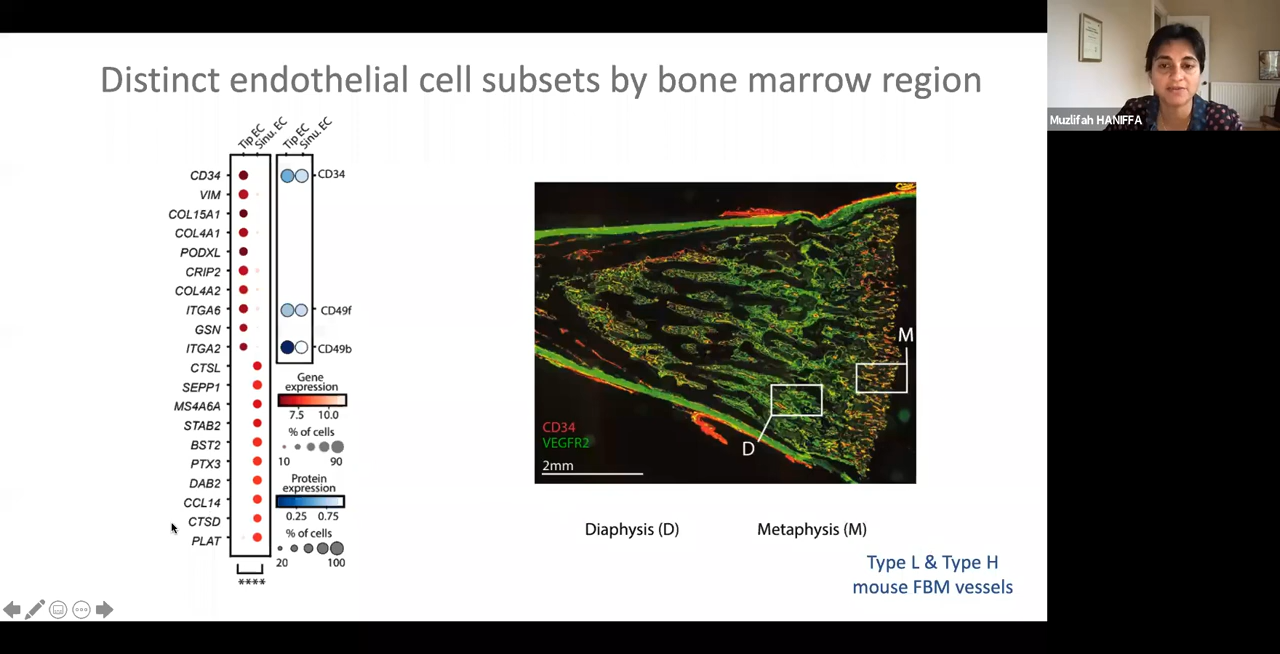 Distinct endothelial cell subsets by bone marrow region
Muzlifah HANIFFA
Tip EC
Sinu. EC
Tip EC
Sinu. EC
CD34
VIM
COL15A1
COL4A1
PODXL
CRIP2
COL4A2
ITGA6
GSN
ITGA2
CTSL
SEPP1
MS4A6A
STAB2
BST2
PTX3
DAB2
CCL14
CTSD
PLAT
****
CD34
CD49f
CD49b
Gene
expression
7.5 10.0
% of cells
10 90
Protein
expression
0.25 0.75
% of cells
20 100
M
D
CD34
VEGFR2
2mm
Diaphysis (D)
Metaphysis (M)
Type L & Type H
mouse FBM vessels